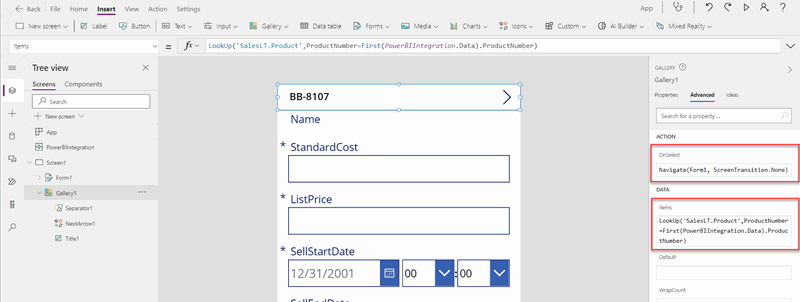 Back
File
Home
Insert
View
Action
App
New screen
Label
Button
Text
Input
Gallery
Data table
Forms
Media
Charts
Icons
Custom
AI Builder
Mixed Reality
Items
=
fx
LookUp('SalesLT.Product',ProductNumber=First(PowerBIIntegration.Data).ProductNumber)
Tree view
Screens
Components
Search
New screen
App
PowerBIIntegration
Screen1
Form1
Gallery1
Separator1
NextArrow1
Title1
BB-8107
Name
* StandardCost
* ListPrice
* SellStartDate
12/31/2001
00
:
00
SellEndDate
GALLERY
Gallery1
Properties
Advanced
Ideas
Search for a property ...
ACTION
OnSelect
Navigate(Form1, ScreenTransition.None)
DATA
Items
LookUp('SalesLT.Product',ProductNumber
=First(PowerBIIntegration.Data).Produ
ctNumber)
Default
WrapCount